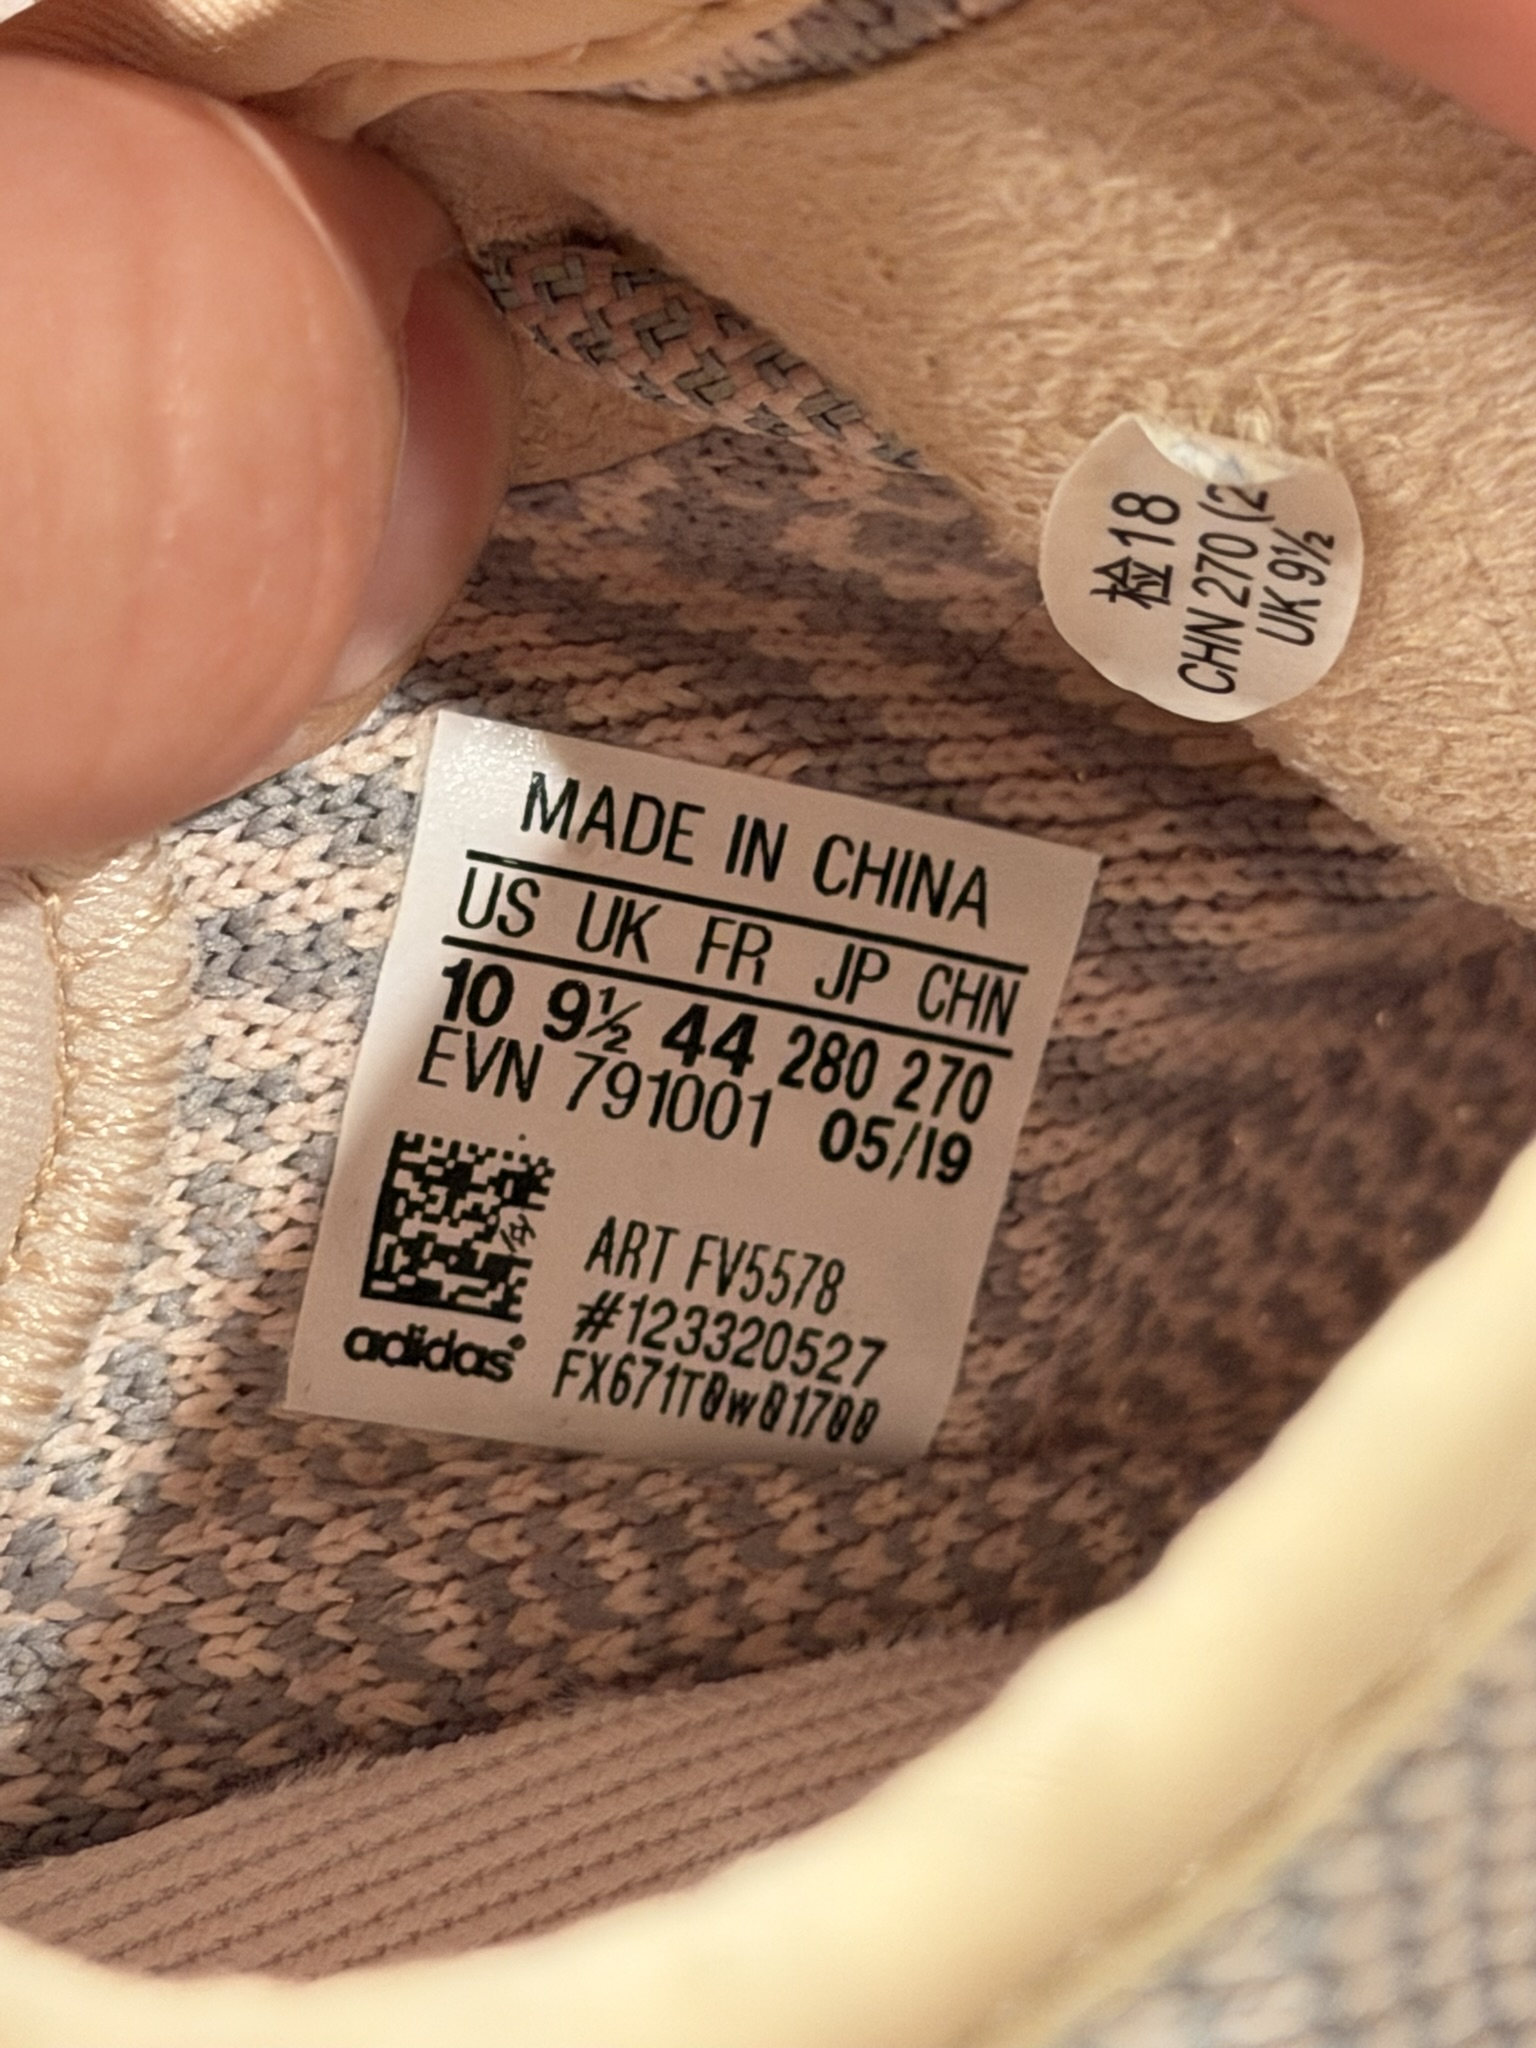 检18
CHN 270 (2
UK 9½
MADE IN CHINA
US UK FR JP CHN
10 9½ 44 280 270
EVN 791001 05/19
ART FV5578
#123320527
adidas®
FX671T0w01700